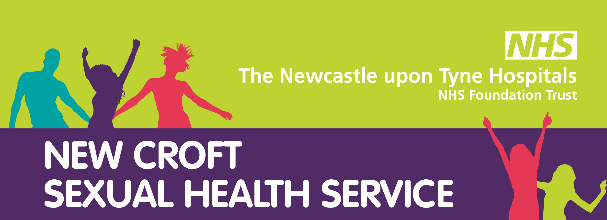 NHS
The Newcastle upon Tyne Hospitals
NHS Foundation Trust
NEW CROFT
SEXUAL HEALTH SERVICE